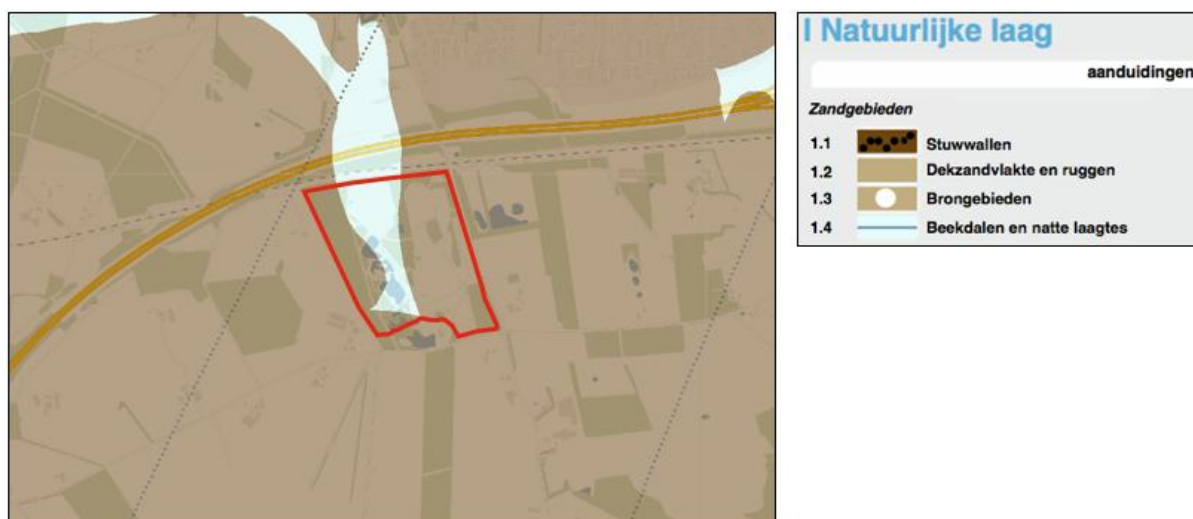 I Natuurlijke laag
aanduidingen
Zandgebieden
1.1 Stuwwallen
1.2 Dekzandvlakte en ruggen
1.3 Brongebieden
1.4 Beekdalen en natte laagtes